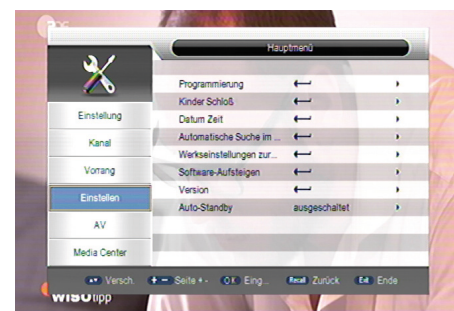 Hauptmenü
Einstellung
Kanal
Vorrang
Einstellen
AV
Media Center
Programmierung
Kinder Schloß
Datum Zeit
Automatische Suche im ...
Werkseinstellungen zur...
Software-Aufsteigen
Version
Auto-Standby ausgeschaltet
Versch. + - Seite + - OK Eing... Recall Zurück Exit Ende
WISO tipp